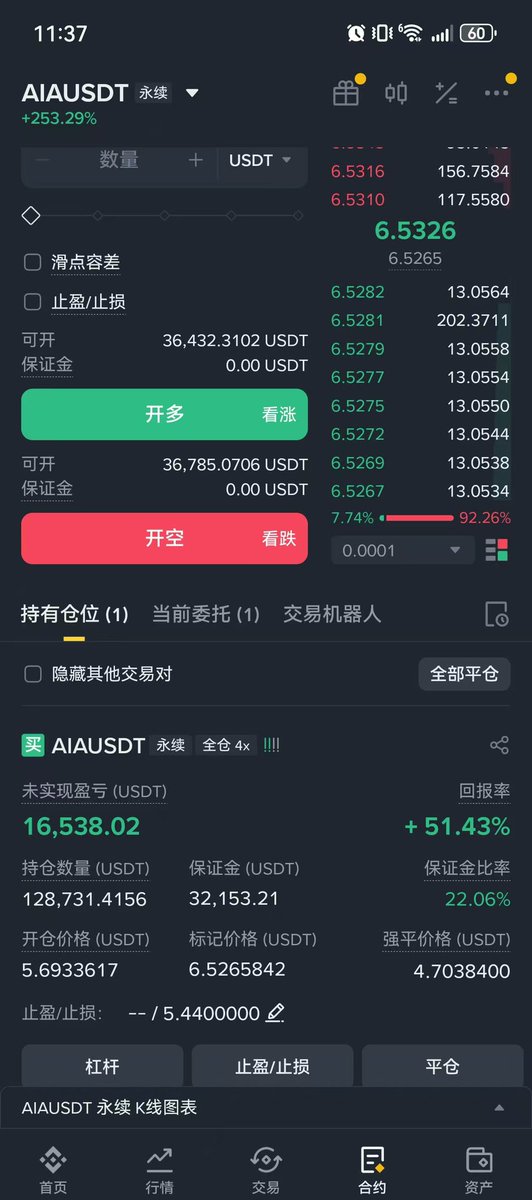 11:37
6
60
AIAUSDT 永续
+253.29%
数量 USDT
6.5316 156.7584
6.5310 117.5580
6.5326
6.5265
滑点容差
止盈/止损
可开 36,432.3102 USDT
保证金 0.00 USDT
开多 看涨
可开 36,785.0706 USDT
保证金 0.00 USDT
开空 看跌
6.5282 13.0564
6.5281 202.3711
6.5279 13.0558
6.5277 13.0554
6.5275 13.0550
6.5272 13.0544
6.5269 13.0538
6.5267 13.0534
7.74% 92.26%
0.0001
持有仓位 (1) 当前委托 (1) 交易机器人
隐藏其他交易对 全部平仓
买 AIAUSDT 永续 全仓 4x !!!!
未实现盈亏 (USDT) 回报率
16,538.02 + 51.43%
持仓数量 (USDT) 保证金 (USDT) 保证金比率
128,731.4156 32,153.21 22.06%
开仓价格 (USDT) 标记价格 (USDT) 强平价格 (USDT)
5.6933617 6.5265842 4.7038400
止盈/止损: -- / 5.4400000
杠杆 止盈/止损 平仓
AIAUSDT 永续 K线图表
首页 行情 交易 合约 资产